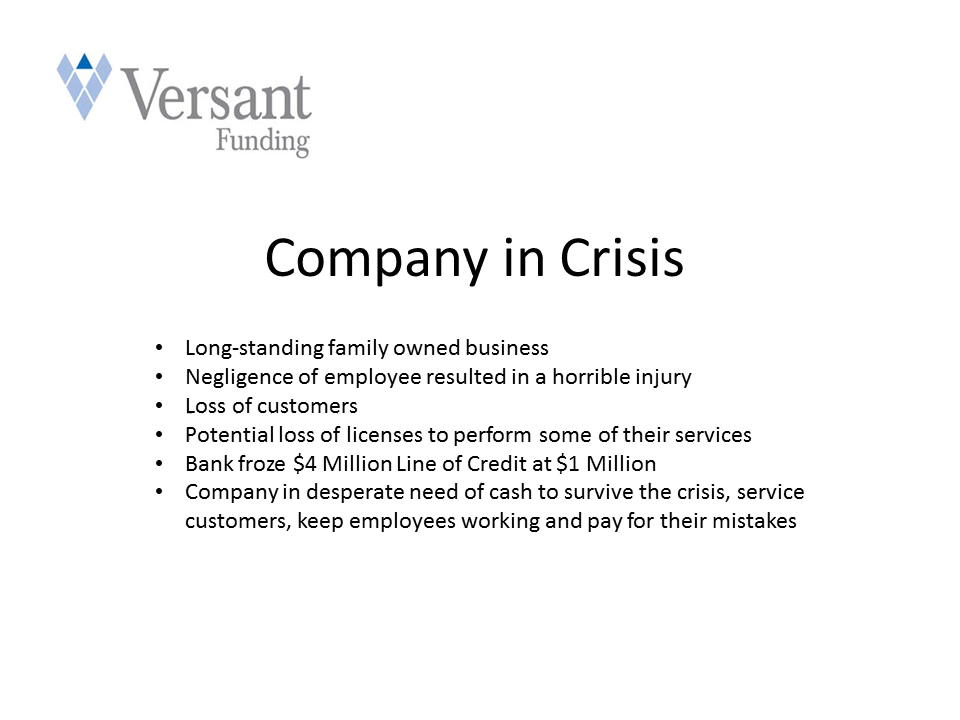 Versant
Funding
Company in Crisis
• Long-standing family owned business
• Negligence of employee resulted in a horrible injury
• Loss of customers
• Potential loss of licenses to perform some of their services
• Bank froze $4 Million Line of Credit at $1 Million
• Company in desperate need of cash to survive the crisis, service
customers, keep employees working and pay for their mistakes